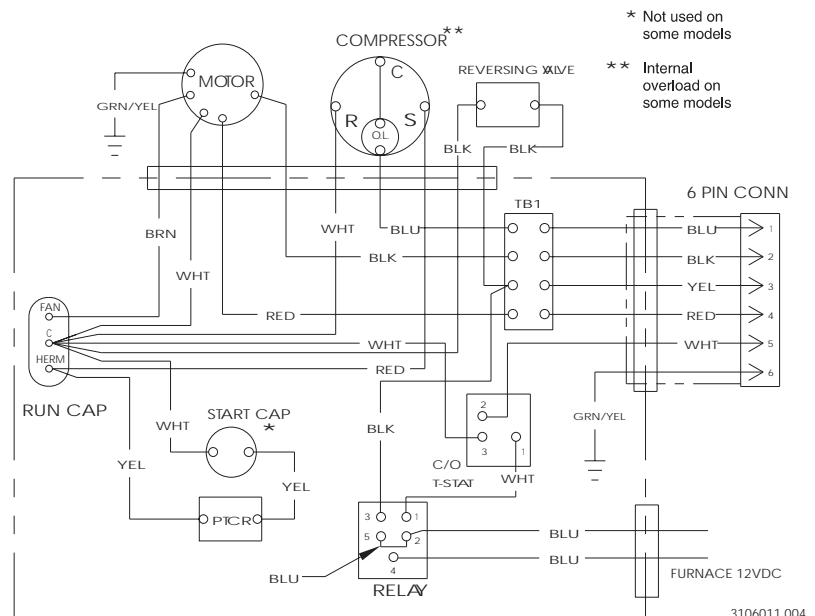 * Not used on
some models
** Internal
overload on
some models
COMPRESSOR**
MOTOR
REVERSING VALVE
C
R
S
O.L.
GRN/YEL
BLK
BLK
6 PIN CONN
TB1
BRN
WHT
WHT
BLU
BLU
1
BLK
BLK
2
YEL
3
RED
RED
4
WHT
WHT
5
6
FAN
C
HERM
RED
RUN CAP
START CAP
*
WHT
BLK
2
3
1
GRN/YEL
C/O
T-STAT
WHT
YEL
YEL
PTCR
3
1
5
2
4
BLU
BLU
BLU
RELAY
FURNACE 12VDC
3106011.004